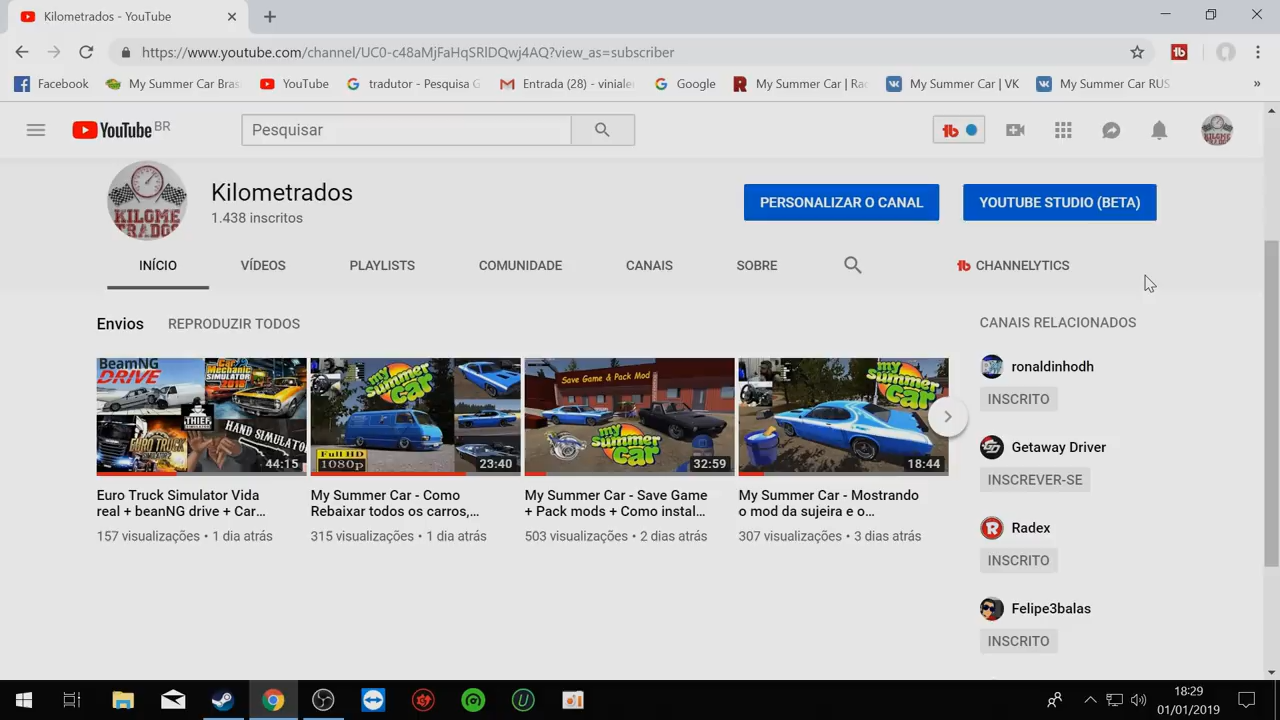 Kilometrados - YouTube
https://www.youtube.com/channel/UC0-c48aMjFaHqSRlDQwj4AQ?view_as=subscriber
Facebook My Summer Car Bras YouTube tradutor - Pesquisa G Entrada (28) - vinialer Google My Summer Car | Rac My Summer Car | VK My Summer Car RUS »
YouTube BR Pesquisar
Kilometrados
1.438 inscritos
PERSONALIZAR O CANAL YOUTUBE STUDIO (BETA)
KILOME
TRADOS
INÍCIO VÍDEOS PLAYLISTS COMUNIDADE CANAIS SOBRE CHANNELYTICS
Envios REPRODUZIR TODOS
CANAIS RELACIONADOS
BeamNG
DRIVE
Car Mechanic
SIMULATOR 2018
THIEF
SIMULATOR
HAND SIMULATOR
EURO TRUCK
SIMULATOR
44:15
my summer car
Full HD
1080p
23:40
Save Game & Pack Mod
my summer car
32:59
my summer car
18:44
Euro Truck Simulator Vida
real + beanNG drive + Car…
157 visualizações • 1 dia atrás
My Summer Car - Como
Rebaixar todos os carros,…
315 visualizações • 1 dia atrás
My Summer Car - Save Game
+ Pack mods + Como instal…
503 visualizações • 2 dias atrás
My Summer Car - Mostrando
o mod da sujeira e o…
307 visualizações • 3 dias atrás
ronaldinhodh
INSCRITO
Getaway Driver
INSCREVER-SE
Radex
INSCRITO
Felipe3balas
INSCRITO
18:29
01/01/2019